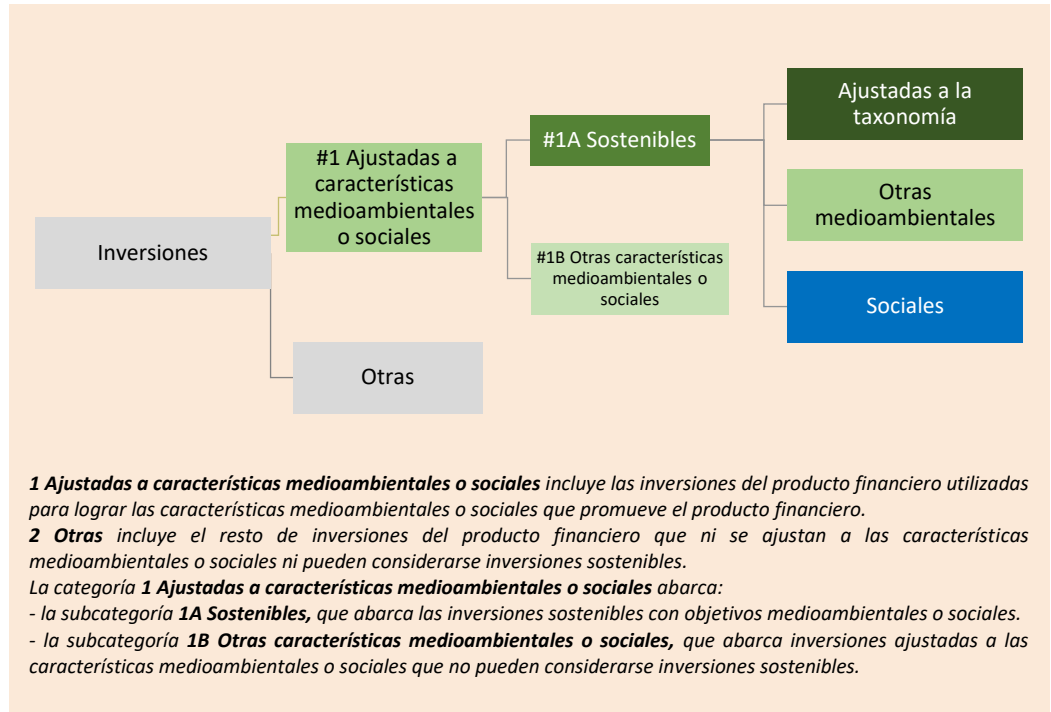 Inversiones
#1 Ajustadas a
características
medioambientales
o sociales
Otras
#1A Sostenibles
#1B Otras características
medioambientales o
sociales
Ajustadas a la
taxonomía
Otras
medioambientales
Sociales
1 Ajustadas a características medioambientales o sociales incluye las inversiones del producto financiero utilizadas
para lograr las características medioambientales o sociales que promueve el producto financiero.
2 Otras incluye el resto de inversiones del producto financiero que ni se ajustan a las características
medioambientales o sociales ni pueden considerarse inversiones sostenibles.
La categoría 1 Ajustadas a características medioambientales o sociales abarca:
- la subcategoría 1A Sostenibles, que abarca las inversiones sostenibles con objetivos medioambientales o sociales.
- la subcategoría 1B Otras características medioambientales o sociales, que abarca inversiones ajustadas a las
características medioambientales o sociales que no pueden considerarse inversiones sostenibles.